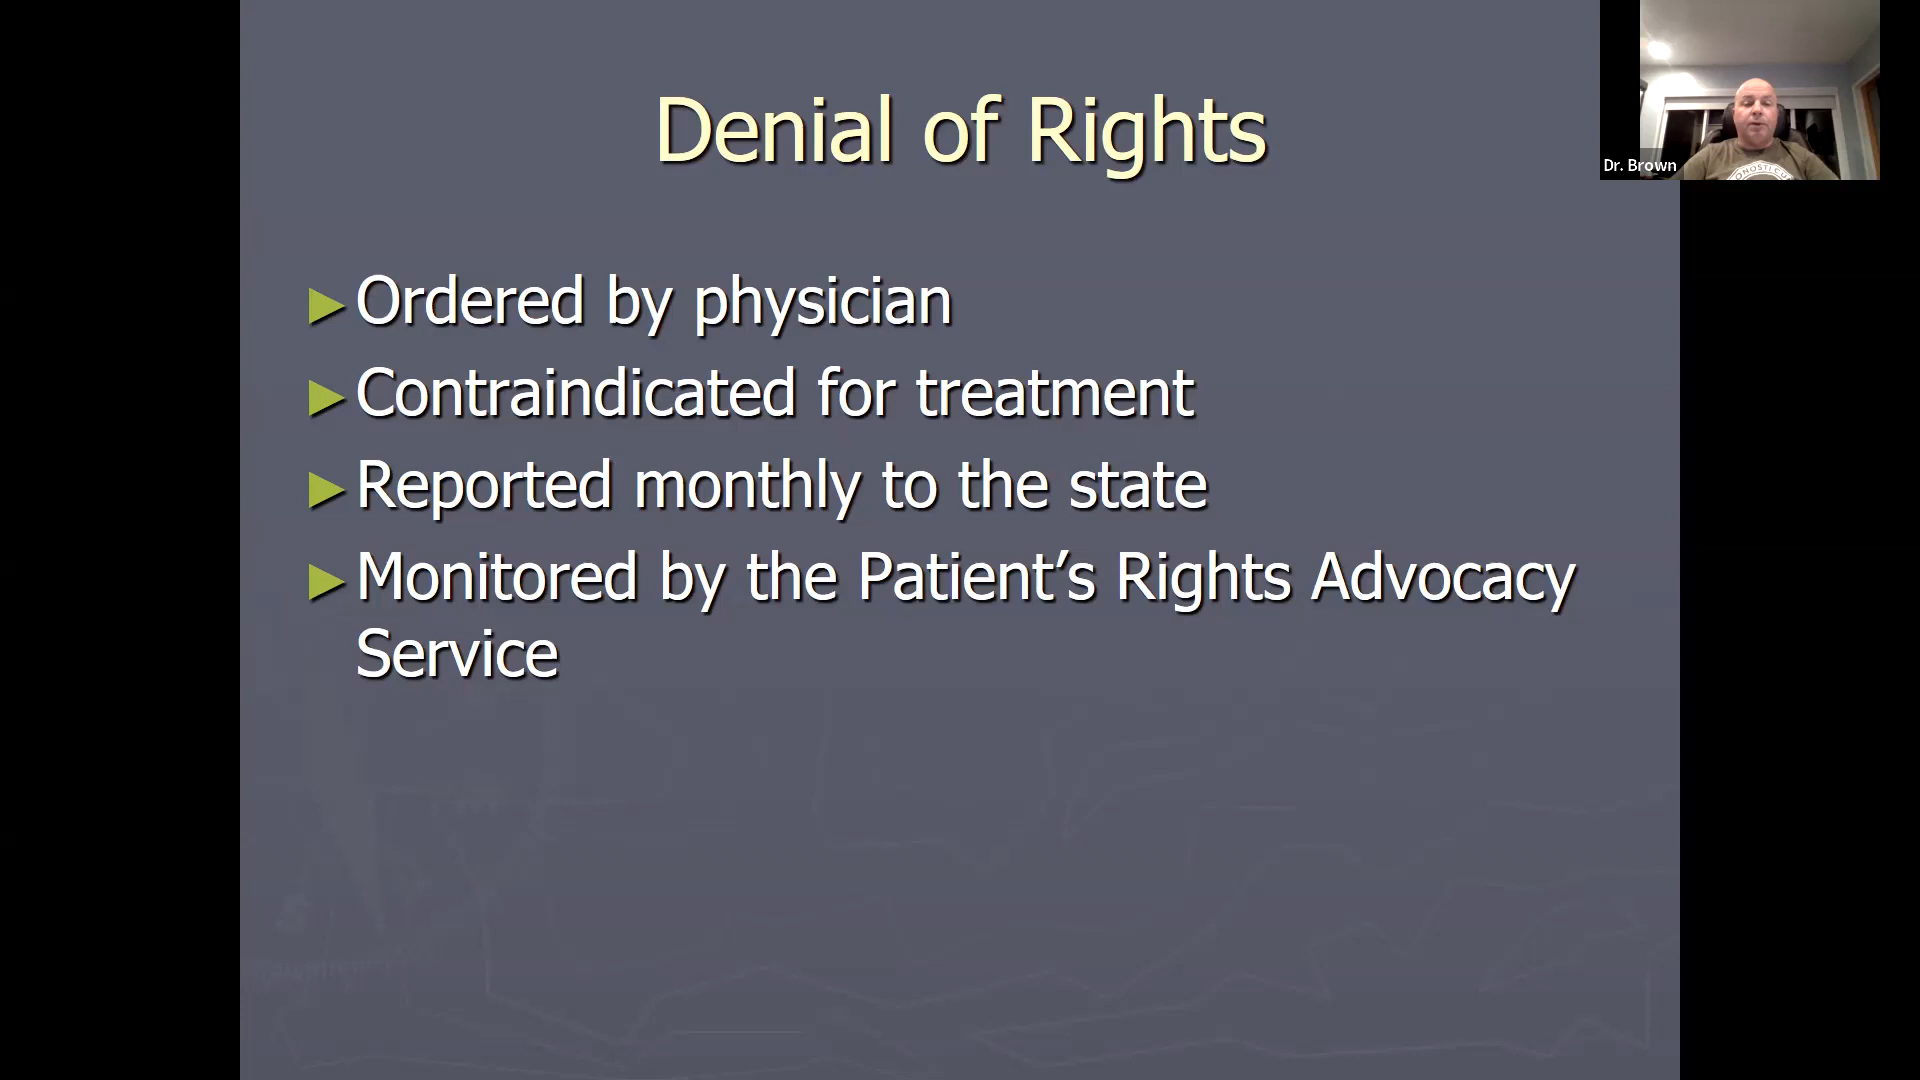 Denial of Rights
Dr. Brown
►Ordered by physician
►Contraindicated for treatment
►Reported monthly to the state
►Monitored by the Patient’s Rights Advocacy
Service